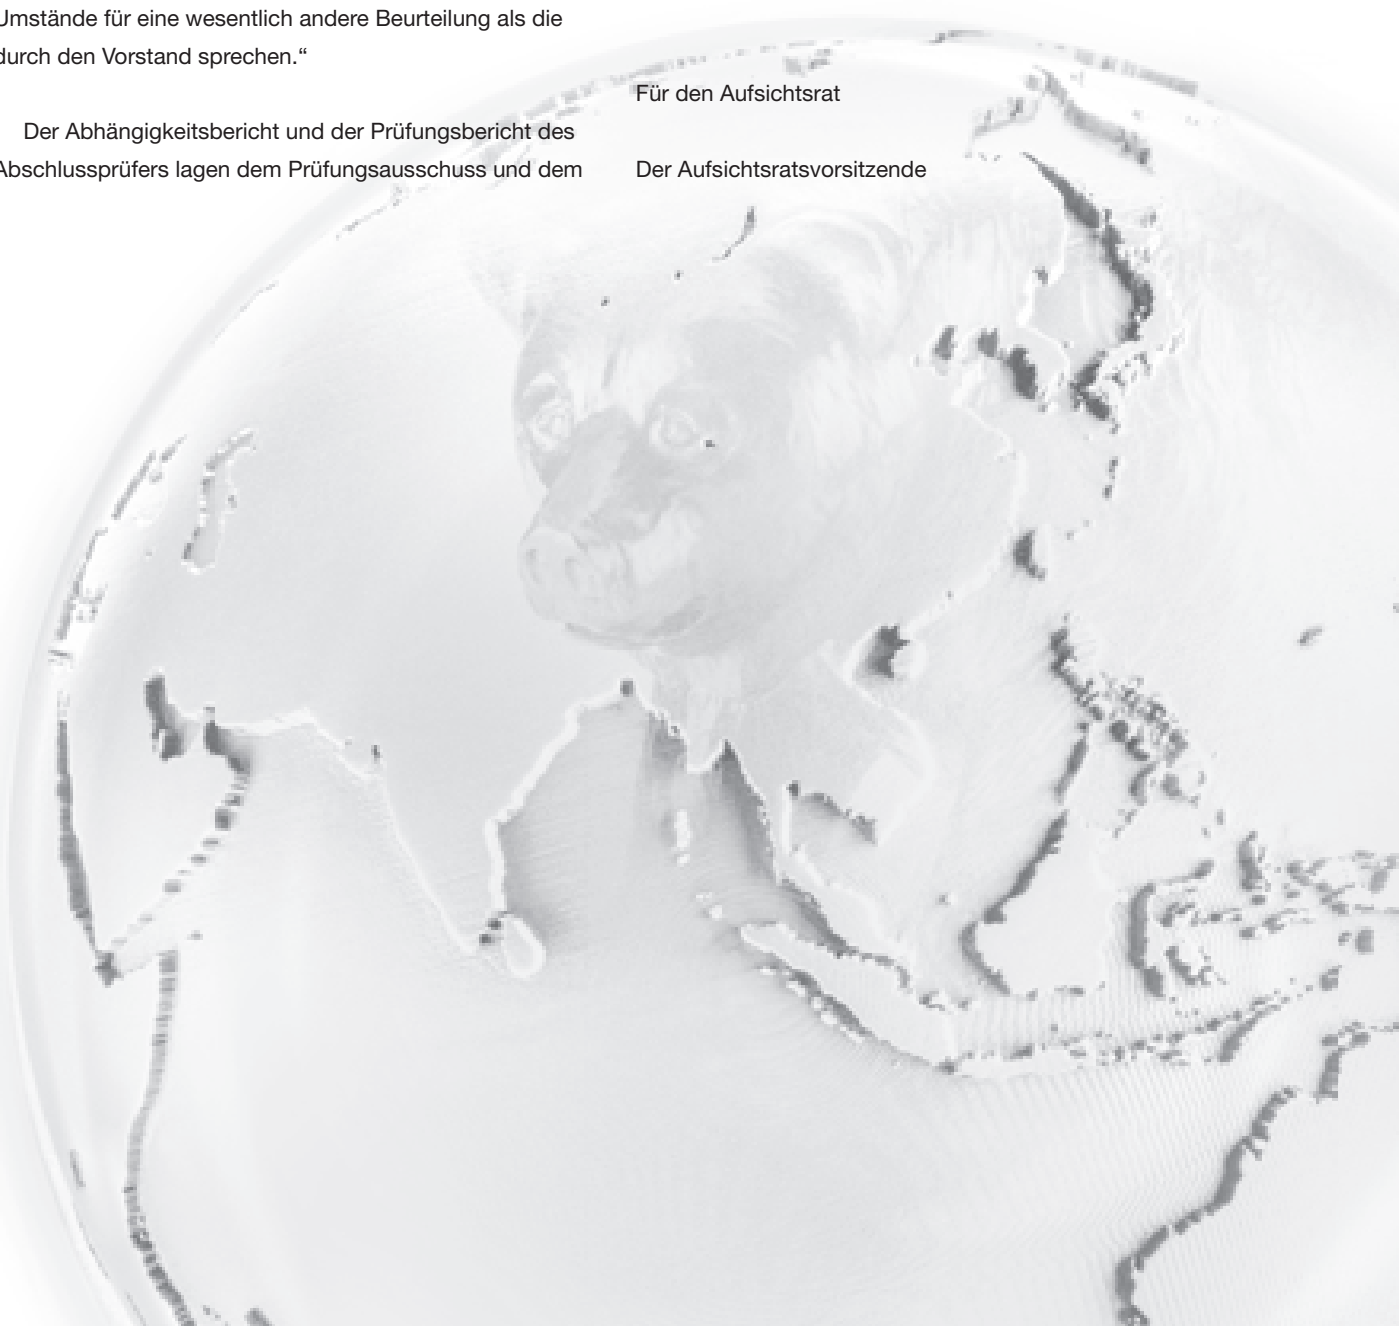 Umstände für eine wesentlich andere Beurteilung als die
durch den Vorstand sprechen.“
Der Abhängigkeitsbericht und der Prüfungsbericht des
Abschlussprüfers lagen dem Prüfungsausschuss und dem
Für den Aufsichtsrat
Der Aufsichtsratsvorsitzende